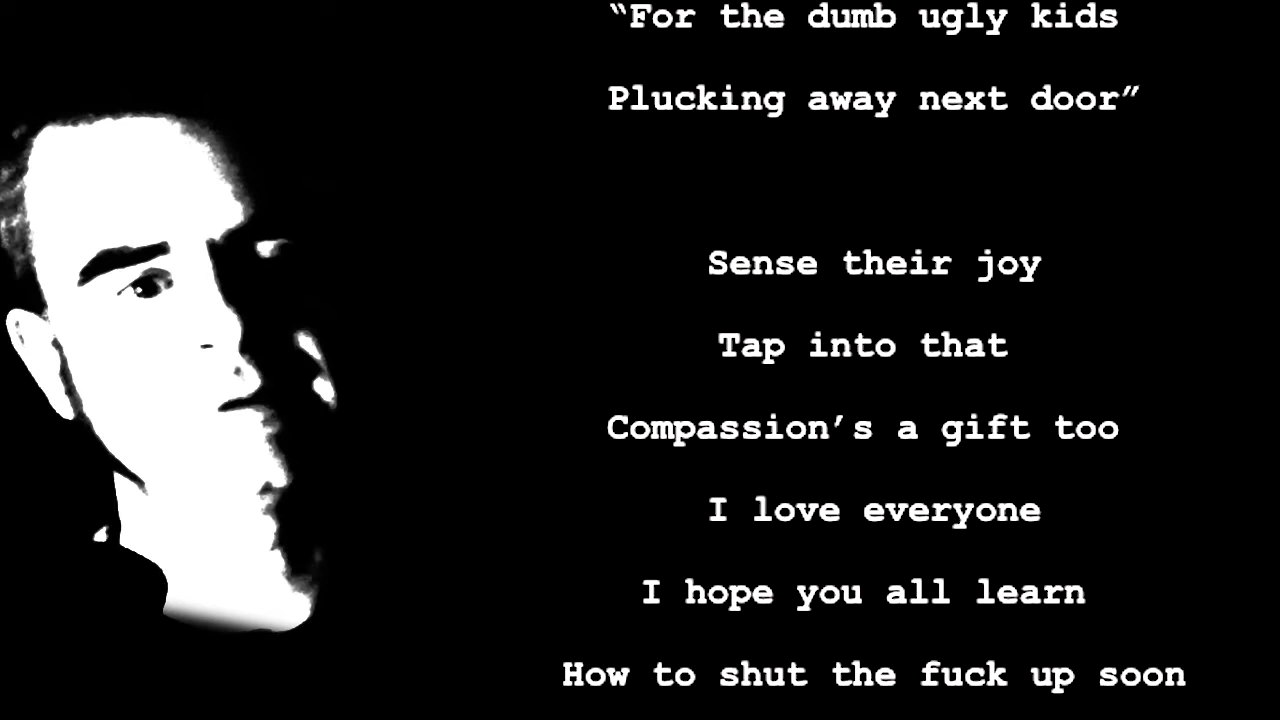 “For the dumb ugly kids
Plucking away next door”
Sense their joy
Tap into that
Compassion’s a gift too
I love everyone
I hope you all learn
How to shut the fuck up soon